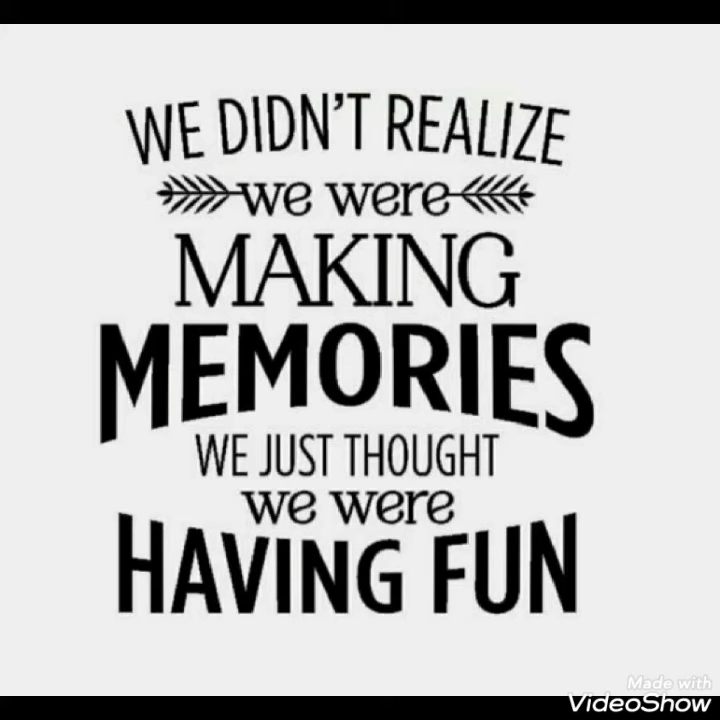 WE DIDN'T REALIZE
we were
MAKING
MEMORIES
WE JUST THOUGHT
we were
HAVING FUN
Made with
VideoShow